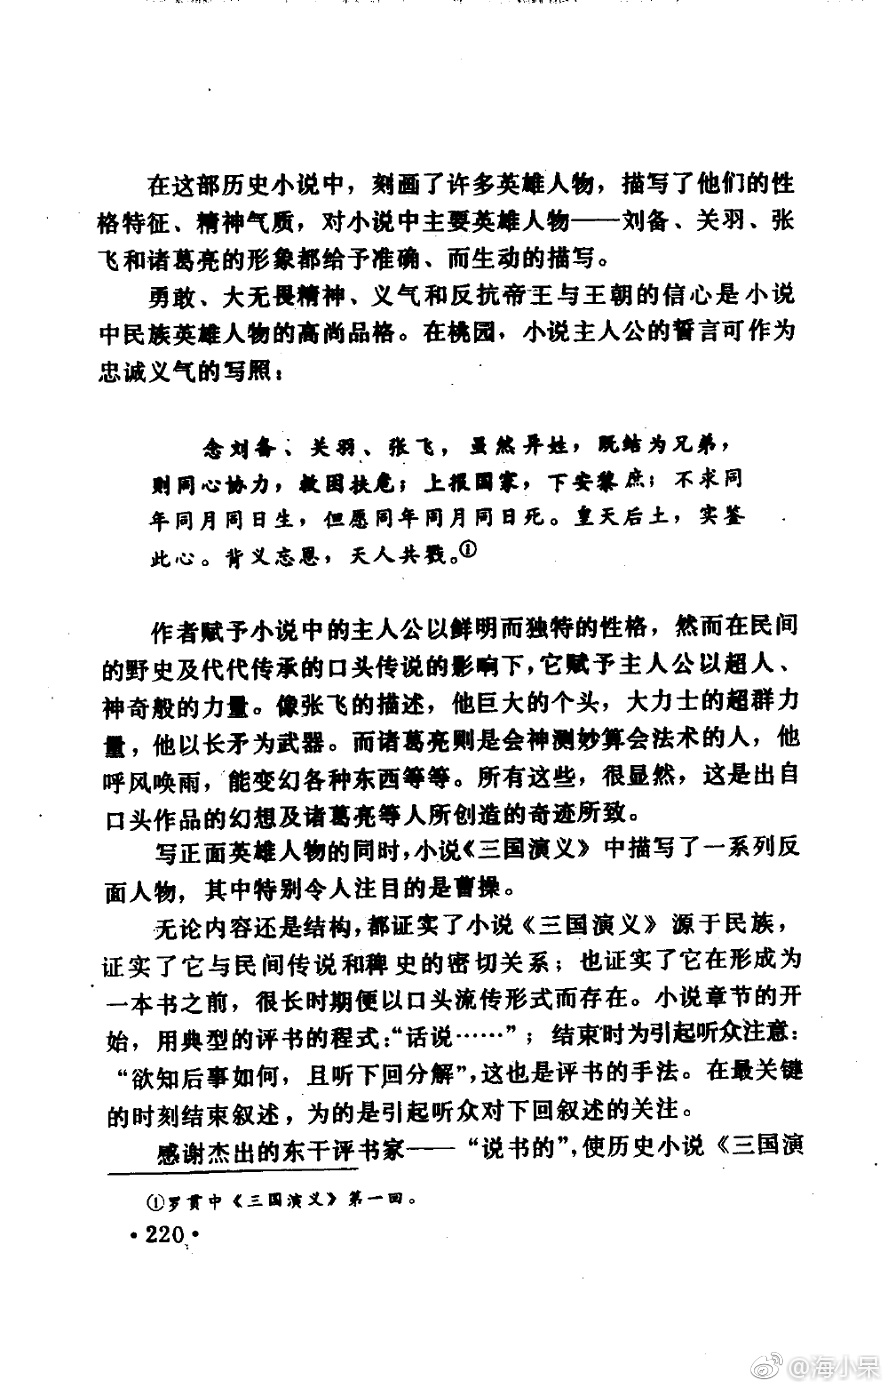 在这部历史小说中，刻画了许多英雄人物，描写了他们的性
格特征、精神气质，对小说中主要英雄人物——刘备、关羽、张
飞和诸葛亮的形象都给予准确、而生动的描写。
勇敢、大无畏精神、义气和反抗帝王与王朝的信心是小说
中民族英雄人物的高尚品格。在桃园，小说主人公的誓言可作为
忠诚义气的写照：
念刘备、关羽、张飞，虽然异姓，既结为兄弟，
则同心协力，救困扶危；上报国家，下安黎庶；不求同
年同月同日生，但愿同年同月同日死。皇天后土，实鉴
此心。背义忘恩，天人共戮。①
作者赋予小说中的主人公以鲜明而独特的性格，然而在民间
的野史及代代传承的口头传说的影响下，它赋予主人公以超人、
神奇般的力量。像张飞的描述，他巨大的个头，大力士的超群力
量，他以长矛为武器。而诸葛亮则是会神测妙算会法术的人，他
呼风唤雨，能变幻各种东西等等。所有这些，很显然，这是出自
口头作品的幻想及诸葛亮等人所创造的奇迹所致。
写正面英雄人物的同时，小说《三国演义》中描写了一系列反
面人物，其中特别令人注目的是曹操。
无论内容还是结构，都证实了小说《三国演义》源于民族，
证实了它与民间传说和稗史的密切关系；也证实了它在形成为
一本书之前，很长时期便以口头流传形式而存在。小说章节的开
始，用典型的评书的程式：“话说……”；结束时为引起听众注意：
“欲知后事如何，且听下回分解”，这也是评书的手法。在最关键
的时刻结束叙述，为的是引起听众对下回叙述的关注。
感谢杰出的东干评书家——“说书的”，使历史小说《三国演
①罗贯中《三国演义》第一回。
·220·
@海小呆